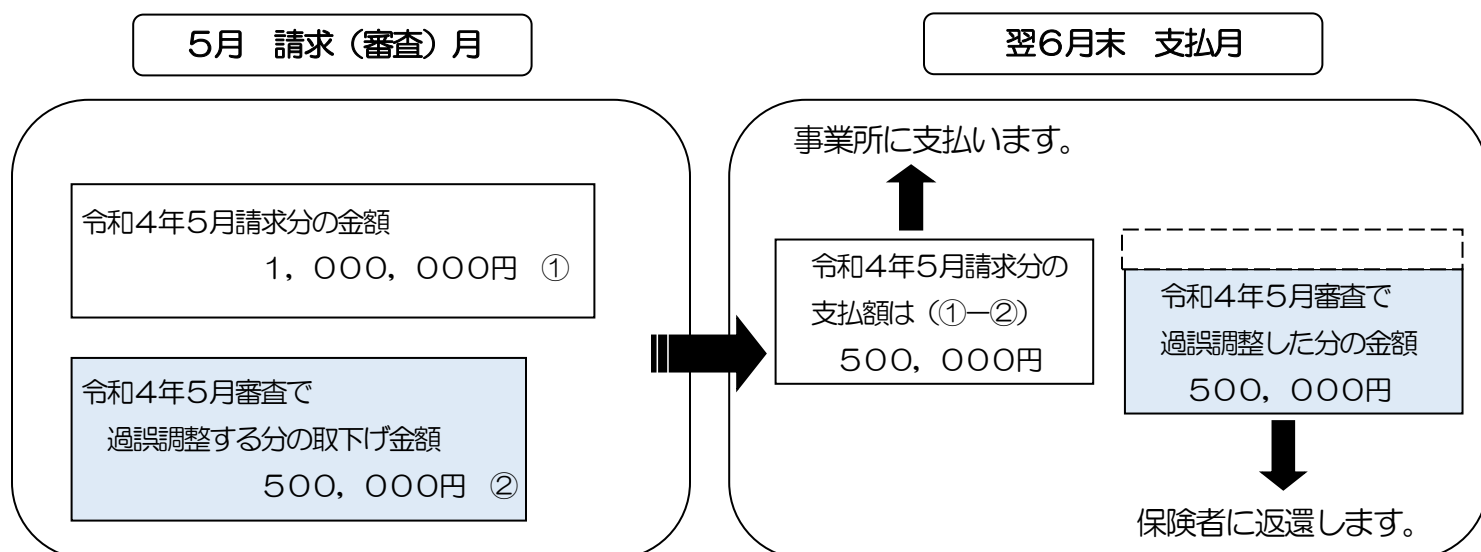 5月　請求（審査）月
令和4年5月請求分の金額
１，０００，０００円　①
令和4年5月審査で
過誤調整する分の取下げ金額
５００，０００円　②
翌6月末　支払月
事業所に支払います。
令和4年5月請求分の
支払額は（①―②）
５００，０００円
令和4年5月審査で
過誤調整した分の金額
５００，０００円
保険者に返還します。